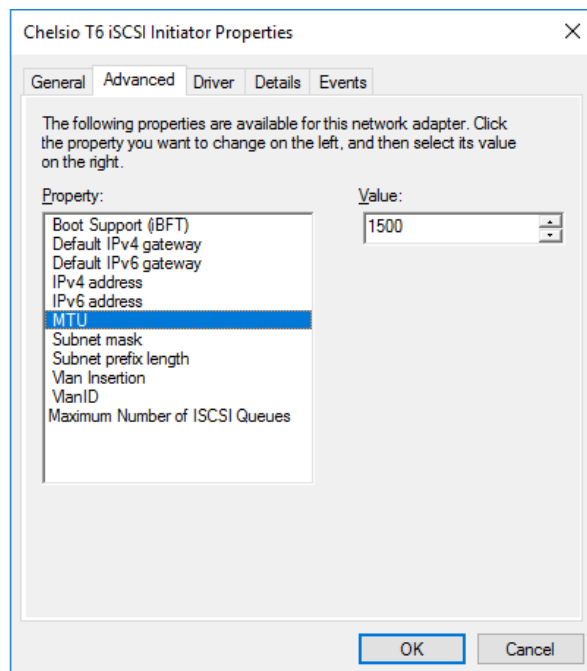 Chelsio T6 iSCSI Initiator Properties
General Advanced Driver Details Events
The following properties are available for this network adapter. Click
the property you want to change on the left, and then select its value
on the right.
Property: Value:
Boot Support (iBFT) 1500
Default IPv4 gateway
Default IPv6 gateway
IPv4 address
IPv6 address
MTU
Subnet mask
Subnet prefix length
Vlan Insertion
VlanID
Maximum Number of ISCSI Queues
OK Cancel